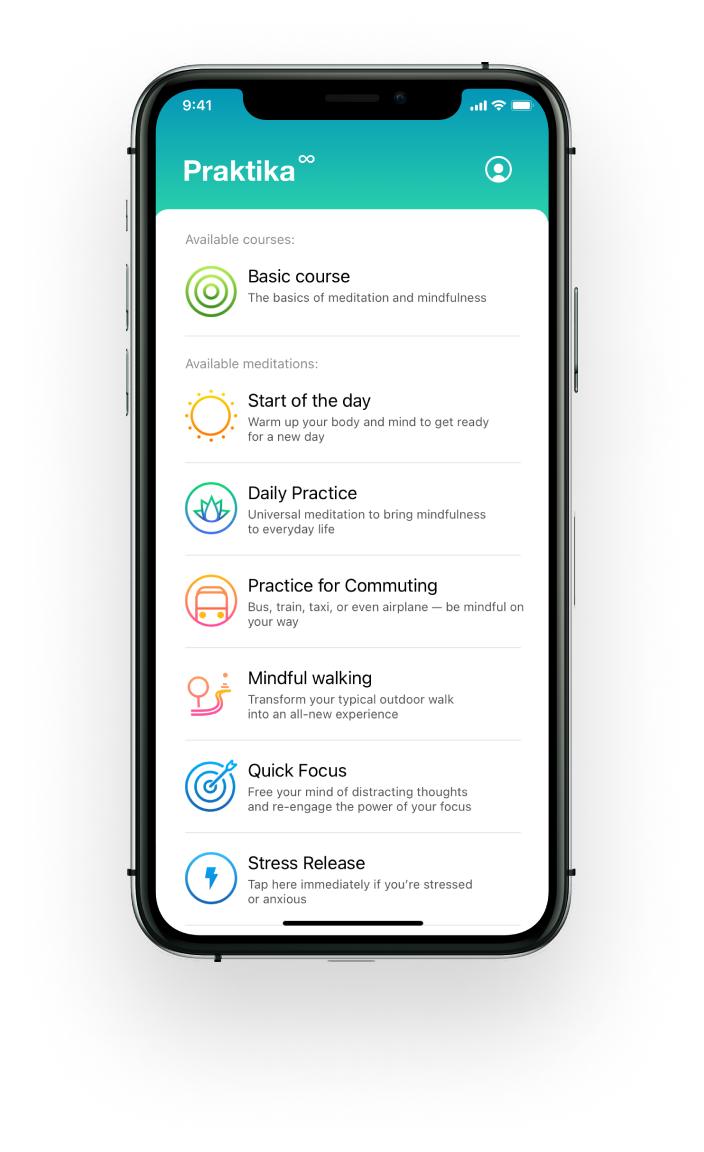 9:41
Praktika∞
Available courses:
Basic course
The basics of meditation and mindfulness
Available meditations:
Start of the day
Warm up your body and mind to get ready
for a new day
Daily Practice
Universal meditation to bring mindfulness
to everyday life
Practice for Commuting
Bus, train, taxi, or even airplane — be mindful on
your way
Mindful walking
Transform your typical outdoor walk
into an all-new experience
Quick Focus
Free your mind of distracting thoughts
and re-engage the power of your focus
Stress Release
Tap here immediately if you’re stressed
or anxious